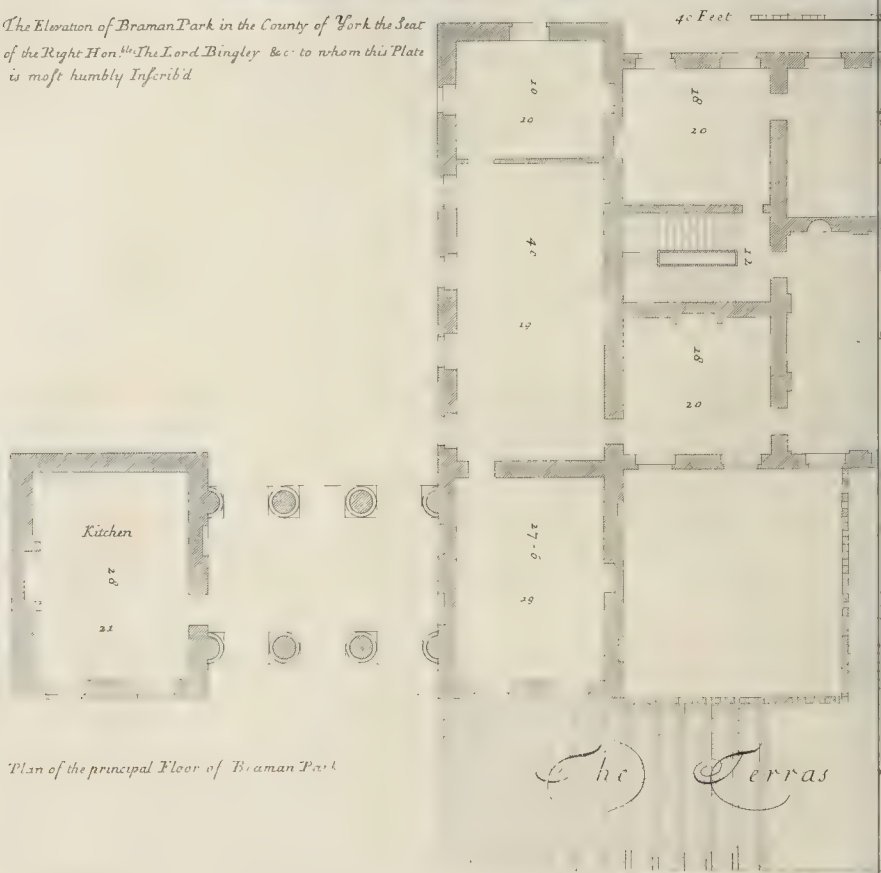 The Elevation of Braman Park in the County of York the Seat
of the Right Hon.ble The Lord Bingley &c. to whom this Plate
is most humbly Inscrib'd
40 Feet
20
20
18
20
40
19
12
18
20
Kitchen
28
21
27-6
19
Plan of the principal Floor of Braman Park
The Terras